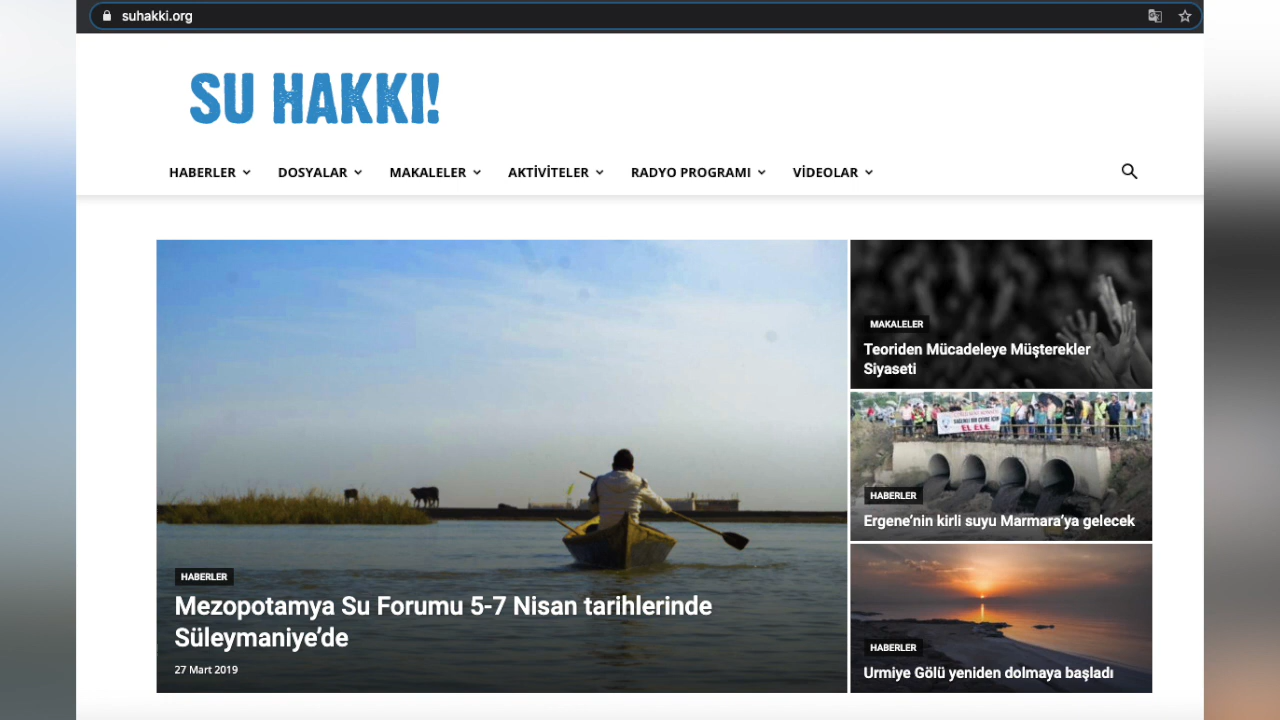 suhakki.org
SU HAKKI!
HABERLER
DOSYALAR
MAKALELER
AKTİVİTELER
RADYO PROGRAMI
VİDEOLAR
HABERLER
Mezopotamya Su Forumu 5-7 Nisan tarihlerinde
Süleymaniye’de
27 Mart 2019
MAKALELER
Teoriden Mücadeleye Müşterekler
Siyaseti
EL ELE
HABERLER
Ergene’nin kirli suyu Marmara’ya gelecek
HABERLER
Urmiye Gölü yeniden dolmaya başladı